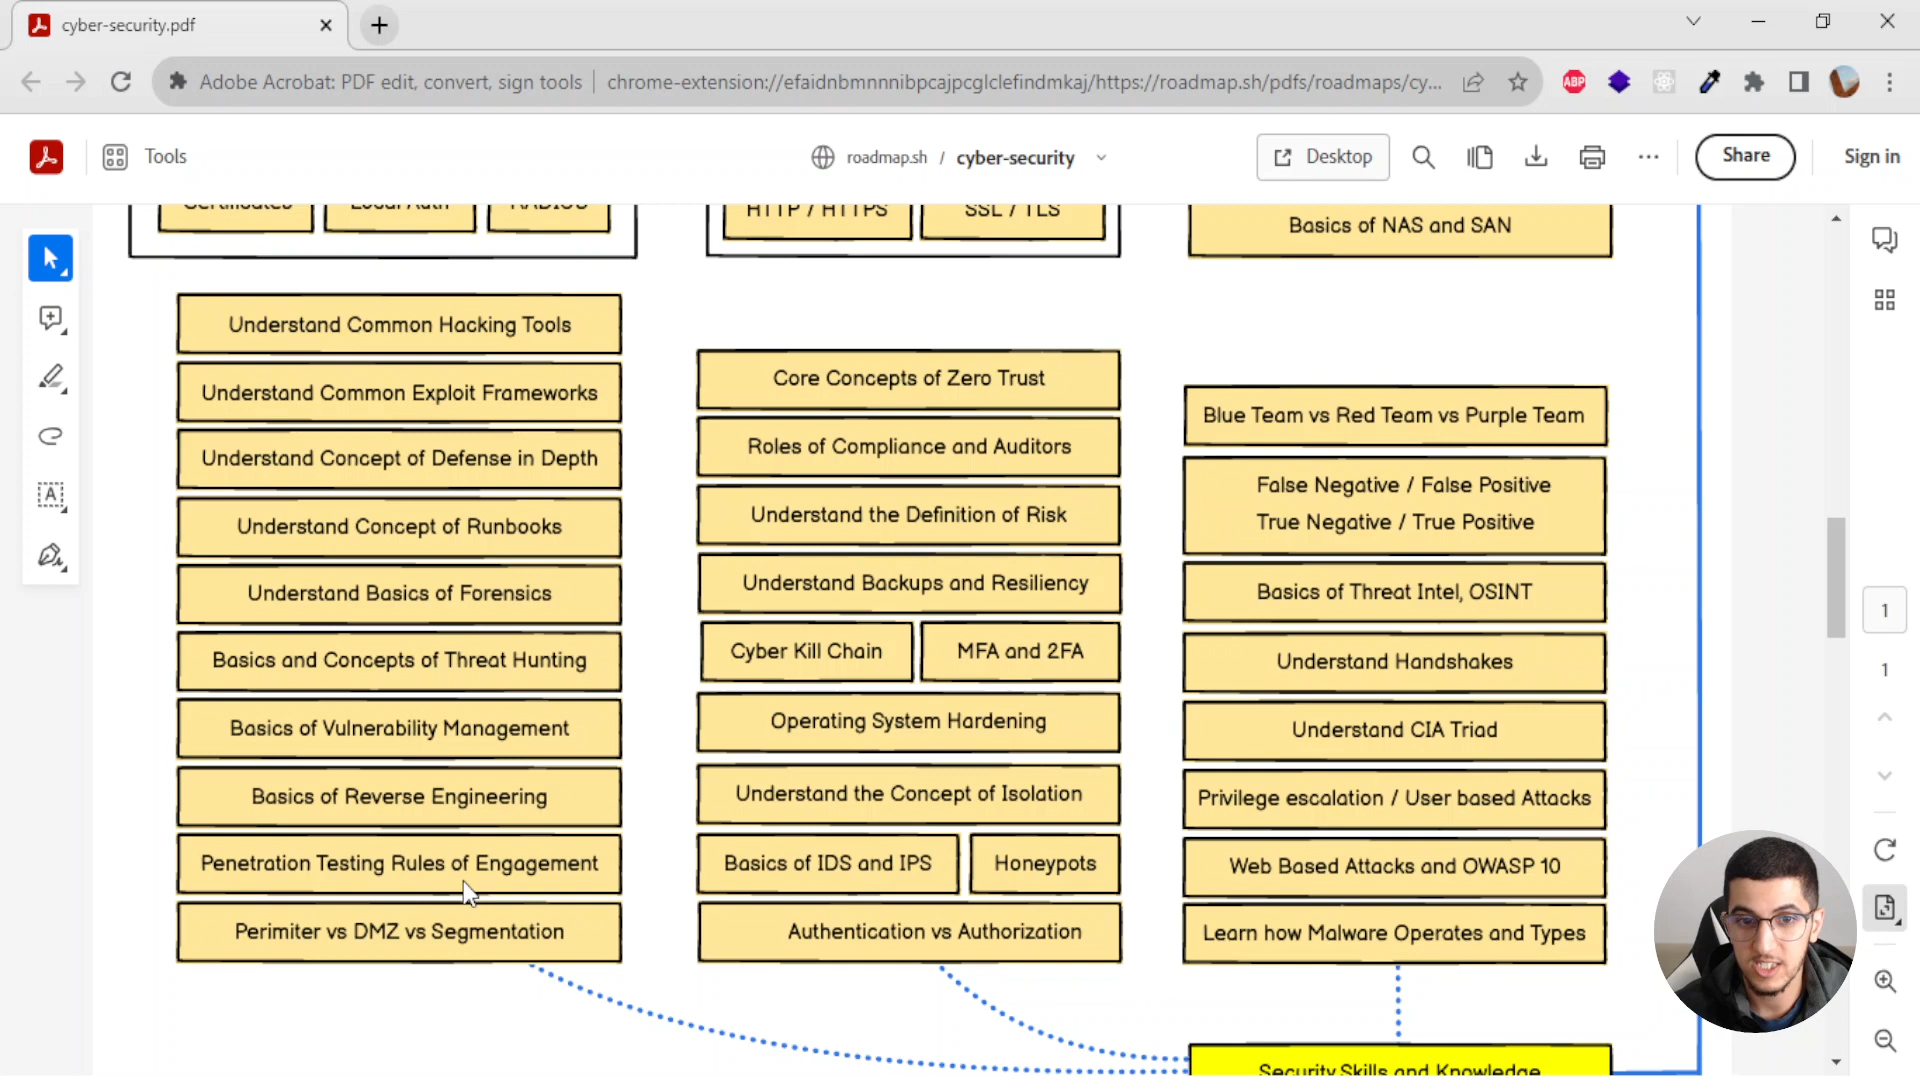 cyber-security.pdf
Adobe Acrobat: PDF edit, convert, sign tools
chrome-extension://efaidnbmnnnibpcajpcglclefindmkaj/https://roadmap.sh/pdfs/roadmaps/cy...
ABP
Tools
roadmap.sh / cyber-security
Desktop
Share
Sign in
Certificates
Local Auth
RADIUS
HTTP / HTTPS
SSL / TLS
Basics of NAS and SAN
Understand Common Hacking Tools
Understand Common Exploit Frameworks
Understand Concept of Defense in Depth
Understand Concept of Runbooks
Understand Basics of Forensics
Basics and Concepts of Threat Hunting
Basics of Vulnerability Management
Basics of Reverse Engineering
Penetration Testing Rules of Engagement
Perimiter vs DMZ vs Segmentation
Core Concepts of Zero Trust
Roles of Compliance and Auditors
Understand the Definition of Risk
Understand Backups and Resiliency
Cyber Kill Chain
MFA and 2FA
Operating System Hardening
Understand the Concept of Isolation
Basics of IDS and IPS
Honeypots
Authentication vs Authorization
Blue Team vs Red Team vs Purple Team
False Negative / False Positive
True Negative / True Positive
Basics of Threat Intel, OSINT
Understand Handshakes
Understand CIA Triad
Privilege escalation / User based Attacks
Web Based Attacks and OWASP 10
Learn how Malware Operates and Types
Security Skills and Knowledge
A
1
1